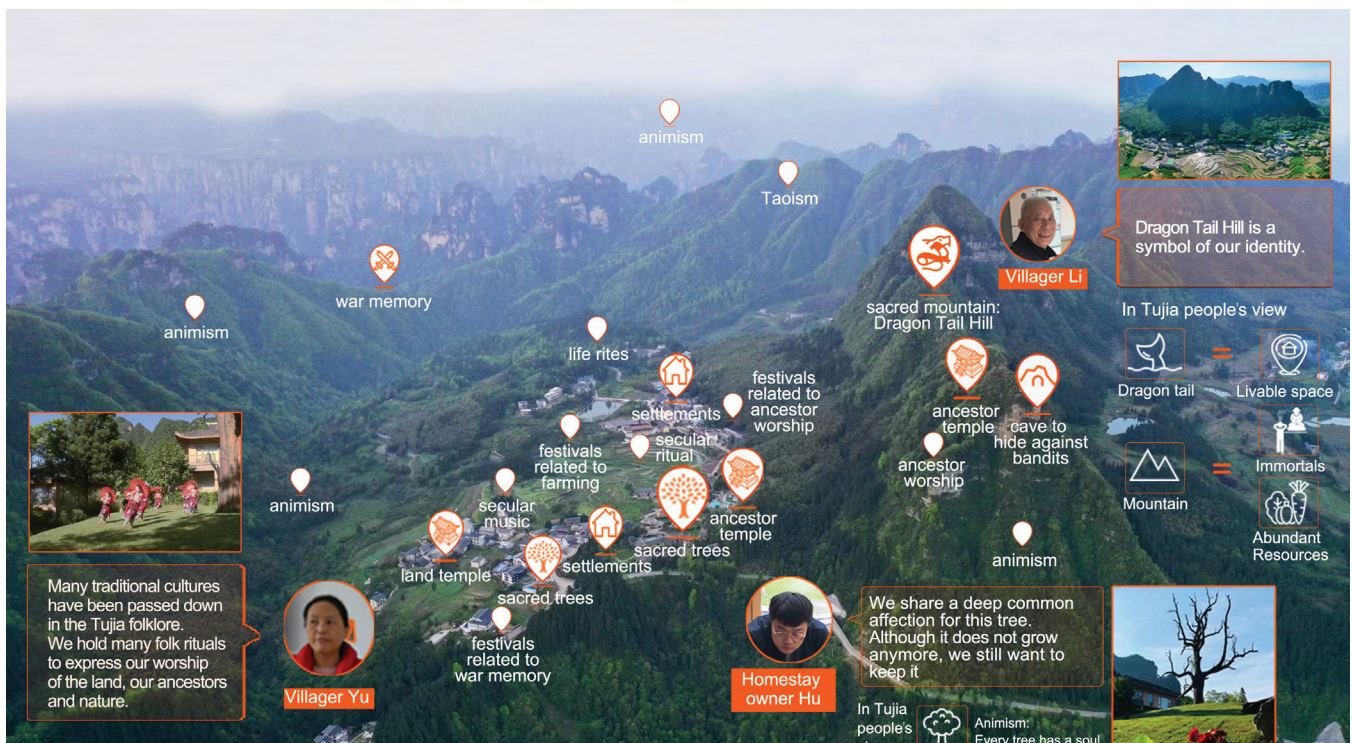 animism
Taoism
Dragon Tail Hill is a
symbol of our identity.
Villager Li
war memory
animism
sacred mountain:
Dragon Tail Hill
In Tujia people's view
=
Dragon tail
Livable space
life rites
settlements
festivals
related to
ancestor
worship
ancestor
temple
cave to
hide against
bandits
festivals
related to
farming
secular
ritual
ancestor
worship
=
Mountain
Immortals
Abundant
Resources
animism
secular
music
sacred trees
ancestor
temple
land temple
settlements
sacred trees
animism
festivals
related to
war memory
Many traditional cultures
have been passed down
in the Tujia folklore.
We hold many folk rituals
to express our worship
of the land, our ancestors
and nature.
Villager Yu
Homestay
owner Hu
We share a deep common
affection for this tree.
Although it does not grow
anymore, we still want to
keep it
In Tujia
people's
Animism:
Every tree has a soul